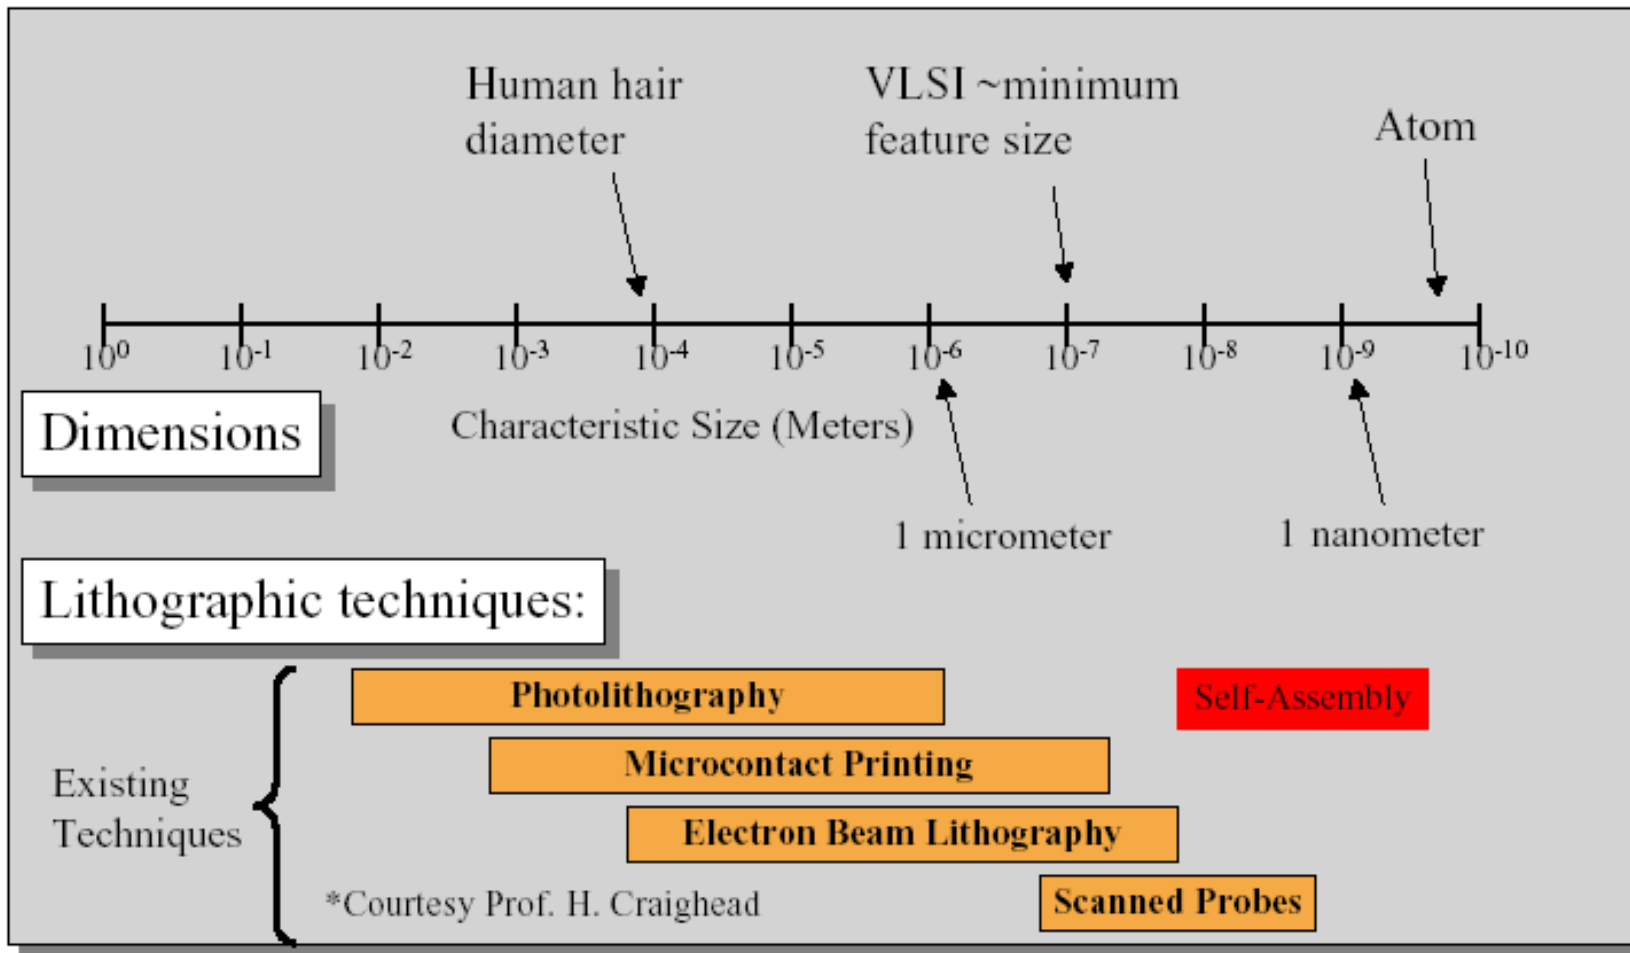 Human hair
diameter
VLSI ~minimum
feature size
Atom
10⁰ 10⁻¹ 10⁻² 10⁻³ 10⁻⁴ 10⁻⁵ 10⁻⁶ 10⁻⁷ 10⁻⁸ 10⁻⁹ 10⁻¹⁰
Dimensions
Characteristic Size (Meters)
1 micrometer
1 nanometer
Lithographic techniques:
Photolithography
Self-Assembly
Microcontact Printing
Existing
Techniques
Electron Beam Lithography
Scanned Probes
*Courtesy Prof. H. Craighead